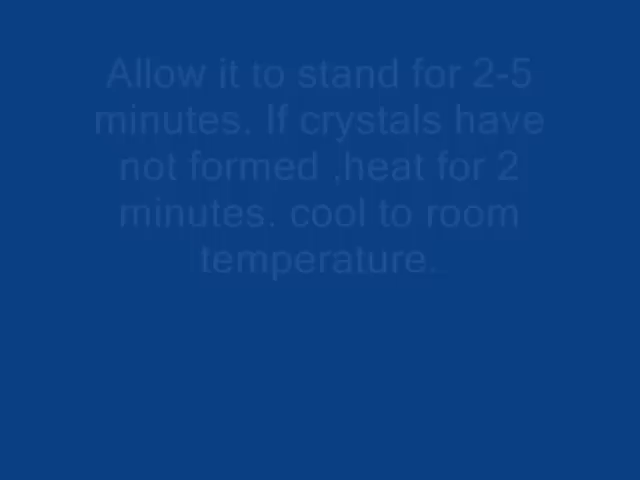 Allow it to stand for 2-5
minutes. If crystals have
not formed ,heat for 2
minutes. cool to room
temperature.